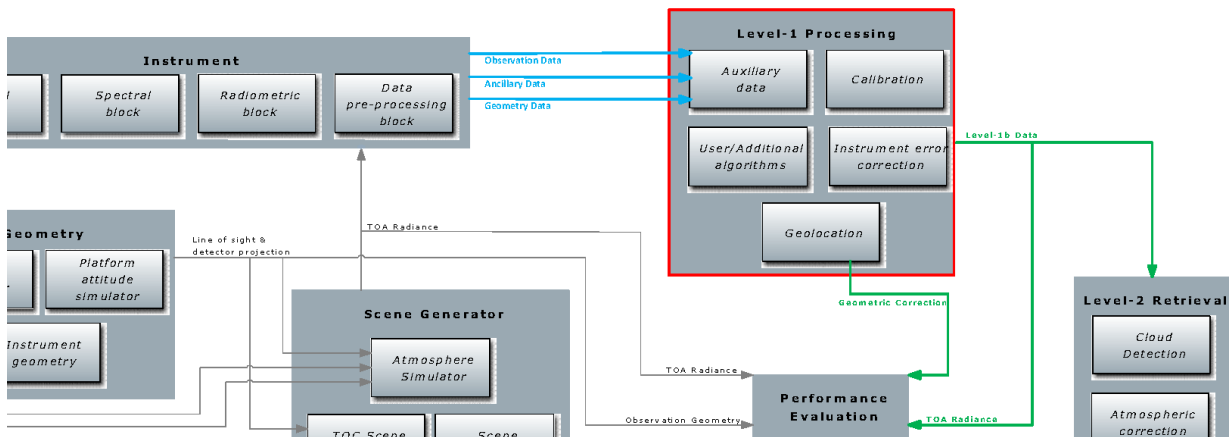 Level-1 Processing
Instrument
Observation Data
Ancillary Data
Geometry Data
Spectral
block
Radiometric
block
Data
pre-processing
block
Auxiliary
data
Calibration
User/Additional
algorithms
Instrument error
correction
Level-1b Data
Geolocation
Geometry
Line of sight &
detector projection
TOA Radiance
Platform
attitude
simulator
Instrument
geometry
Scene Generator
Atmosphere
Simulator
TOC Scene
Scene
Geometric Correction
TOA Radiance
Observation Geometry
Performance
Evaluation
TOA Radiance
Level-2 Retrieval
Cloud
Detection
Atmospheric
correction